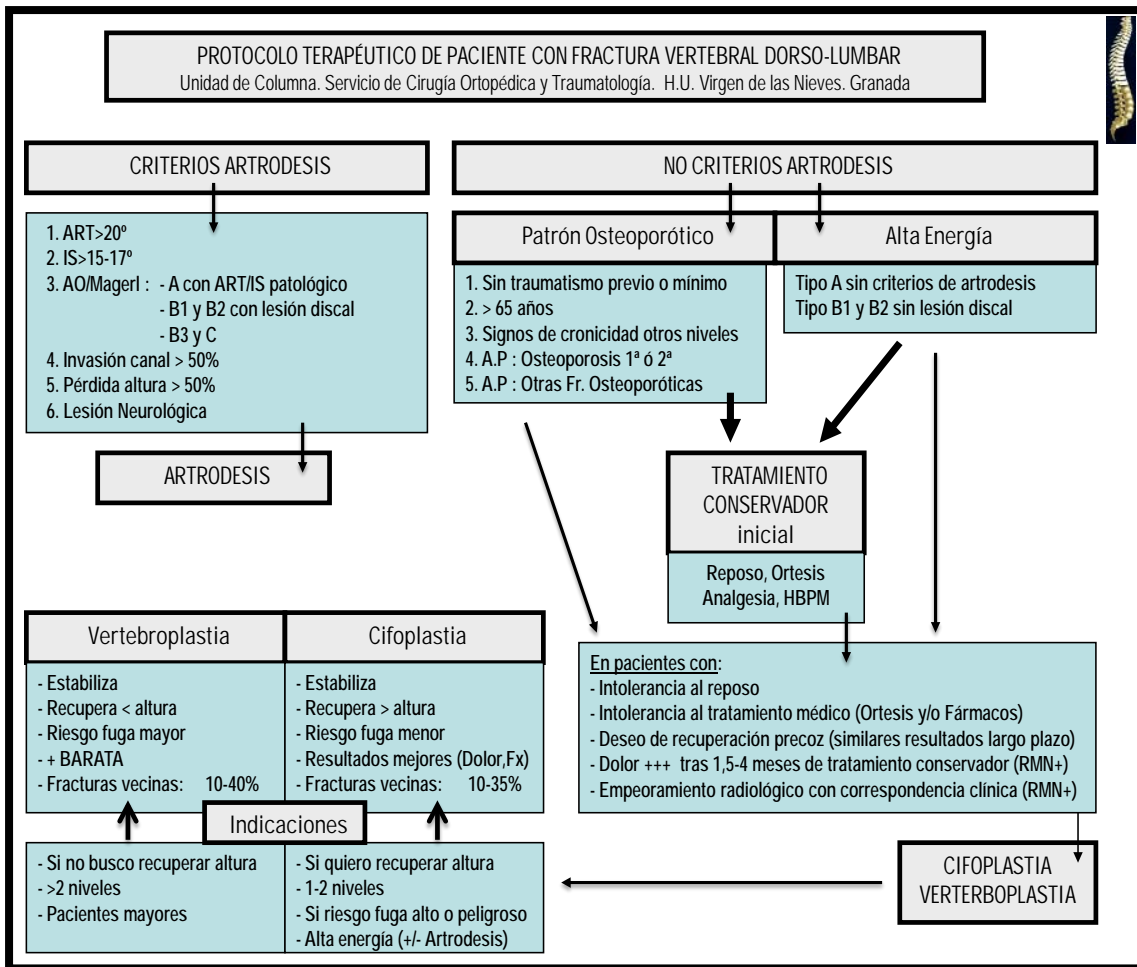 PROTOCOLO TERAPÉUTICO DE PACIENTE CON FRACTURA VERTEBRAL DORSO-LUMBAR
Unidad de Columna. Servicio de Cirugía Ortopédica y Traumatología. H.U. Virgen de las Nieves. Granada
CRITERIOS ARTRODESIS
1. ART>20º
2. IS>15-17º
3. AO/Magerl : - A con ART/IS patológico
- B1 y B2 con lesión discal
- B3 y C
4. Invasión canal > 50%
5. Pérdida altura > 50%
6. Lesión Neurológica
ARTRODESIS
NO CRITERIOS ARTRODESIS
Patrón Osteoporótico
1. Sin traumatismo previo o mínimo
2. > 65 años
3. Signos de cronicidad otros niveles
4. A.P : Osteoporosis 1ª ó 2ª
5. A.P : Otras Fr. Osteoporóticas
Alta Energía
Tipo A sin criterios de artrodesis
Tipo B1 y B2 sin lesión discal
TRATAMIENTO
CONSERVADOR
inicial
Reposo, Ortesis
Analgesia, HBPM
En pacientes con:
- Intolerancia al reposo
- Intolerancia al tratamiento médico (Ortesis y/o Fármacos)
- Deseo de recuperación precoz (similares resultados largo plazo)
- Dolor +++ tras 1,5-4 meses de tratamiento conservador (RMN+)
- Empeoramiento radiológico con correspondencia clínica (RMN+)
CIFOPLASTIA
VERTERBOPLASTIA
Vertebroplastia
- Estabiliza
- Recupera < altura
- Riesgo fuga mayor
- + BARATA
- Fracturas vecinas: 10-40%
Cifoplastia
- Estabiliza
- Recupera > altura
- Riesgo fuga menor
- Resultados mejores (Dolor,Fx)
- Fracturas vecinas: 10-35%
Indicaciones
- Si no busco recuperar altura
- >2 niveles
- Pacientes mayores
- Si quiero recuperar altura
- 1-2 niveles
- Si riesgo fuga alto o peligroso
- Alta energía (+/- Artrodesis)